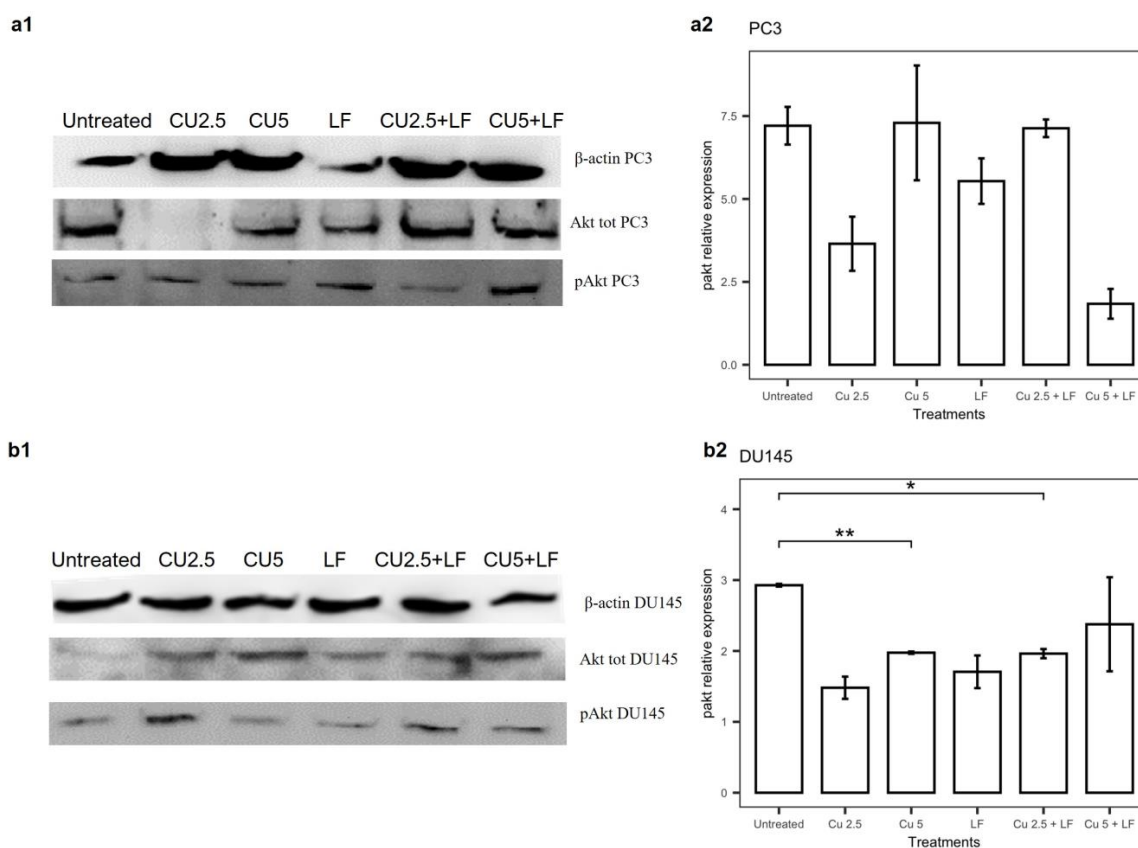 a1
Untreated CU2.5 CU5 LF CU2.5+LF CU5+LF
β-actin PC3
Akt tot PC3
pAkt PC3
a2 PC3
pakt relative expression
7.5
5.0
2.5
0.0
Untreated Cu 2.5 Cu 5 LF Cu 2.5 + LF Cu 5 + LF
Treatments
b1
Untreated CU2.5 CU5 LF CU2.5+LF CU5+LF
β-actin DU145
Akt tot DU145
pAkt DU145
b2 DU145
pakt relative expression
4
3
2
1
0
*
**
Untreated Cu 2.5 Cu 5 LF Cu 2.5 + LF Cu 5 + LF
Treatments